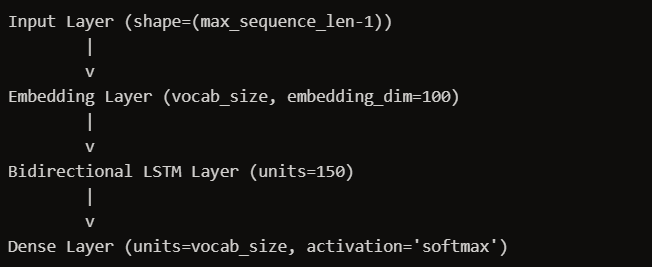 Input Layer (shape=(max_sequence_len-1))
|
v
Embedding Layer (vocab_size, embedding_dim=100)
|
v
Bidirectional LSTM Layer (units=150)
|
v
Dense Layer (units=vocab_size, activation='softmax')